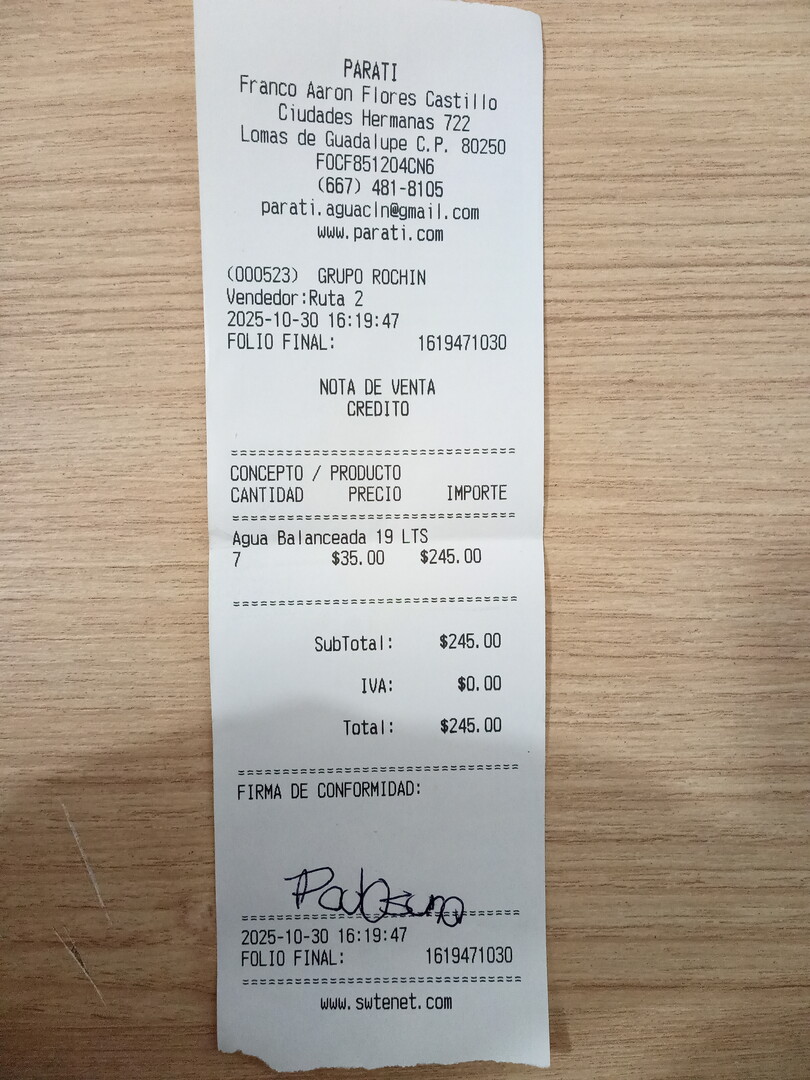 PARATI
Franco Aaron Flores Castillo
Ciudades Hermanas 722
Lomas de Guadalupe C.P. 80250
FOCF851204CN6
(667) 481-8105
parati.aguacln@gmail.com
www.parati.com
(000523) GRUPO ROCHIN
Vendedor:Ruta 2
2025-10-30 16:19:47
FOLIO FINAL: 1619471030
NOTA DE VENTA
CREDITO
CONCEPTO / PRODUCTO
CANTIDAD PRECIO IMPORTE
Agua Balanceada 19 LTS
7 $35.00 $245.00
SubTotal: $245.00
IVA: $0.00
Total: $245.00
FIRMA DE CONFORMIDAD:
2025-10-30 16:19:47
FOLIO FINAL: 1619471030
www.swtenet.com